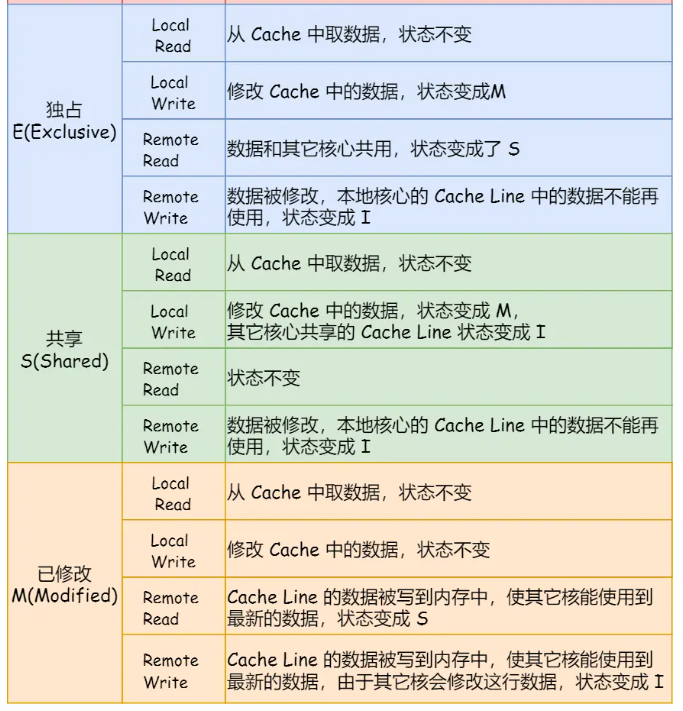 独占
E(Exclusive)
Local
Read
从 Cache 中取数据，状态不变
Local
Write
修改 Cache 中的数据，状态变成M
Remote
Read
数据和其它核心共用，状态变成了 S
Remote
Write
数据被修改，本地核心的 Cache Line 中的数据不能再
使用，状态变成 I
共享
S(Shared)
Local
Read
从 Cache 中取数据，状态不变
Local
Write
修改 Cache 中的数据，状态变成 M，
其它核心共享的 Cache Line 状态变成 I
Remote
Read
状态不变
Remote
Write
数据被修改，本地核心的 Cache Line 中的数据不能再
使用，状态变成 I
已修改
M(Modified)
Local
Read
从 Cache 中取数据，状态不变
Local
Write
修改 Cache 中的数据，状态不变
Remote
Read
Cache Line 的数据被写到内存中，使其它核能使用到
最新的数据，状态变成 S
Remote
Write
Cache Line 的数据被写到内存中，使其它核能使用到
最新的数据，由于其它核会修改这行数据，状态变成 I